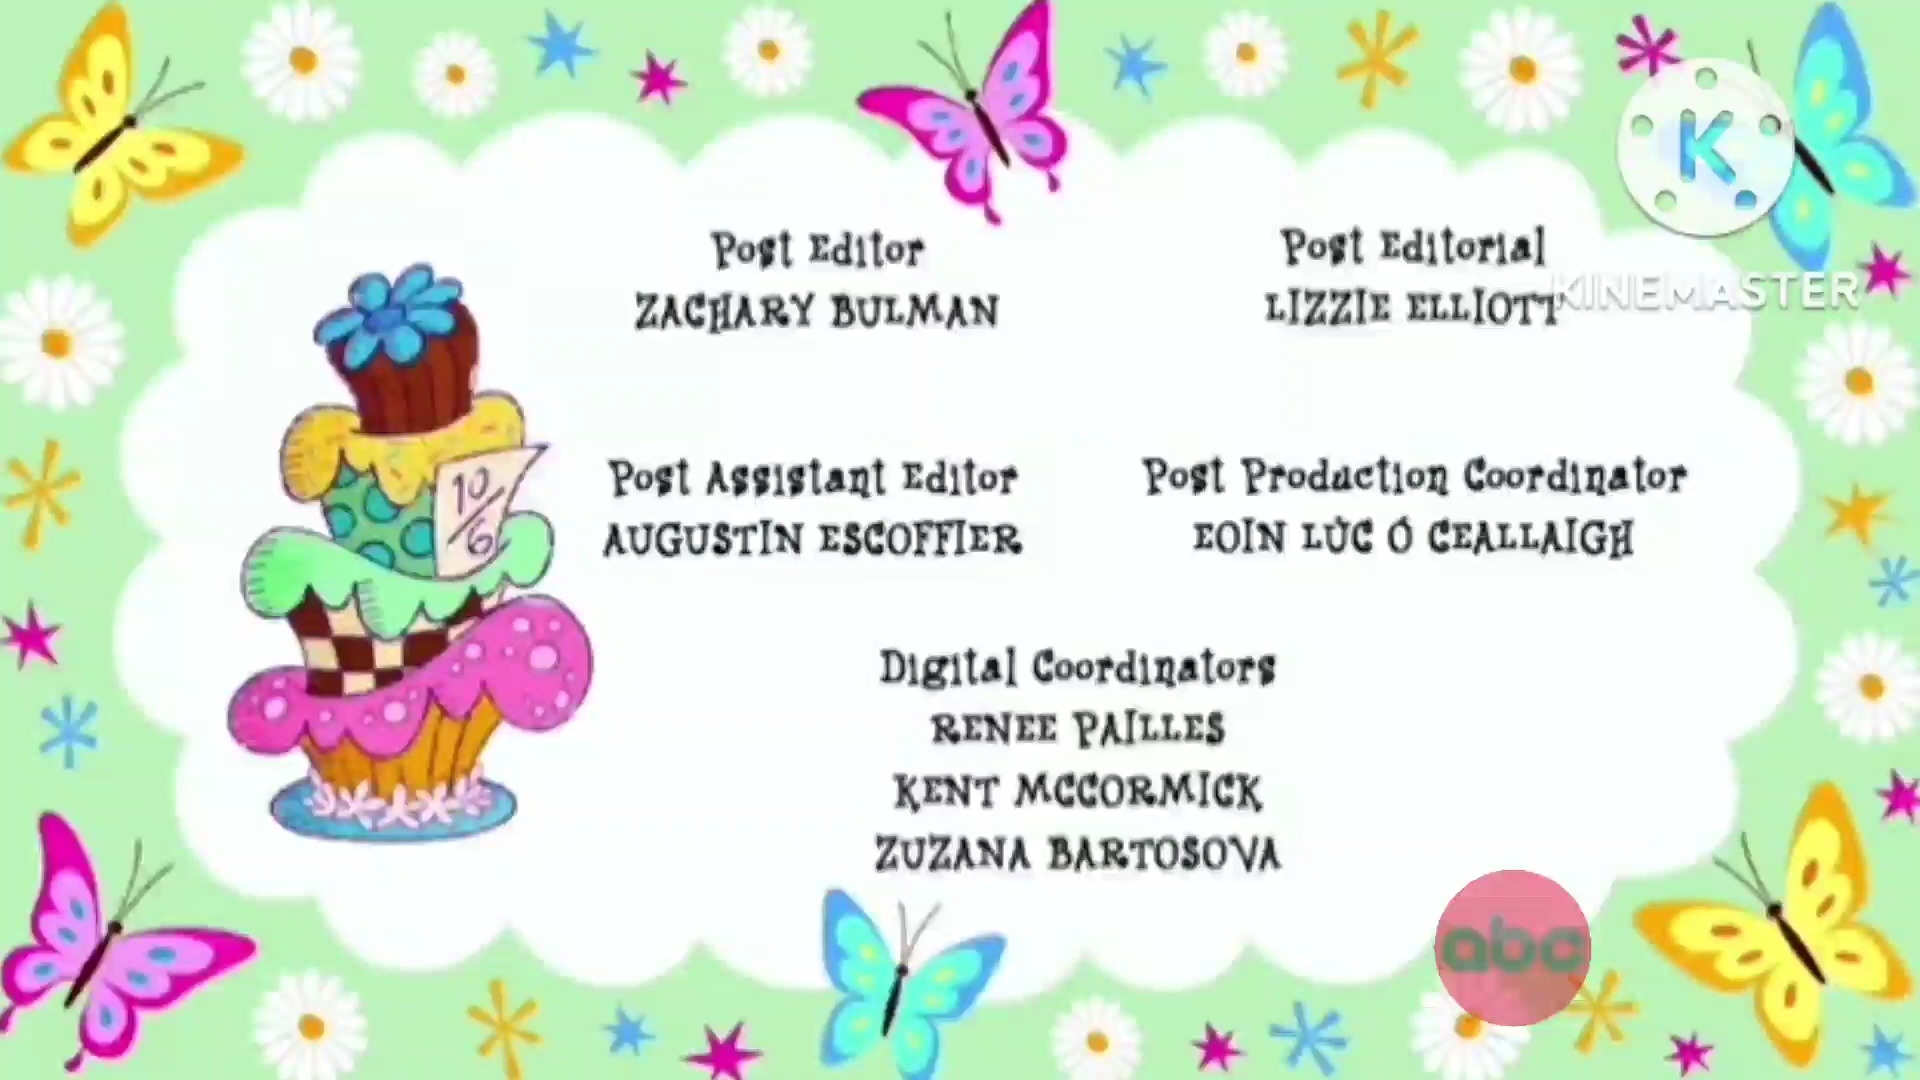 Post Editor
ZACHARY BULMAN
Post Editorial
LIZZIE ELLIOTT
K
KINEMASTER
10/6
Post Assistant Editor
AUGUSTIN ESCOFFIER
Post Production Coordinator
EOIN LÚC Ó CEALLAIGH
Digital Coordinators
RENEE PAILLES
KENT MCCORMICK
ZUZANA BARTOSOVA
abc